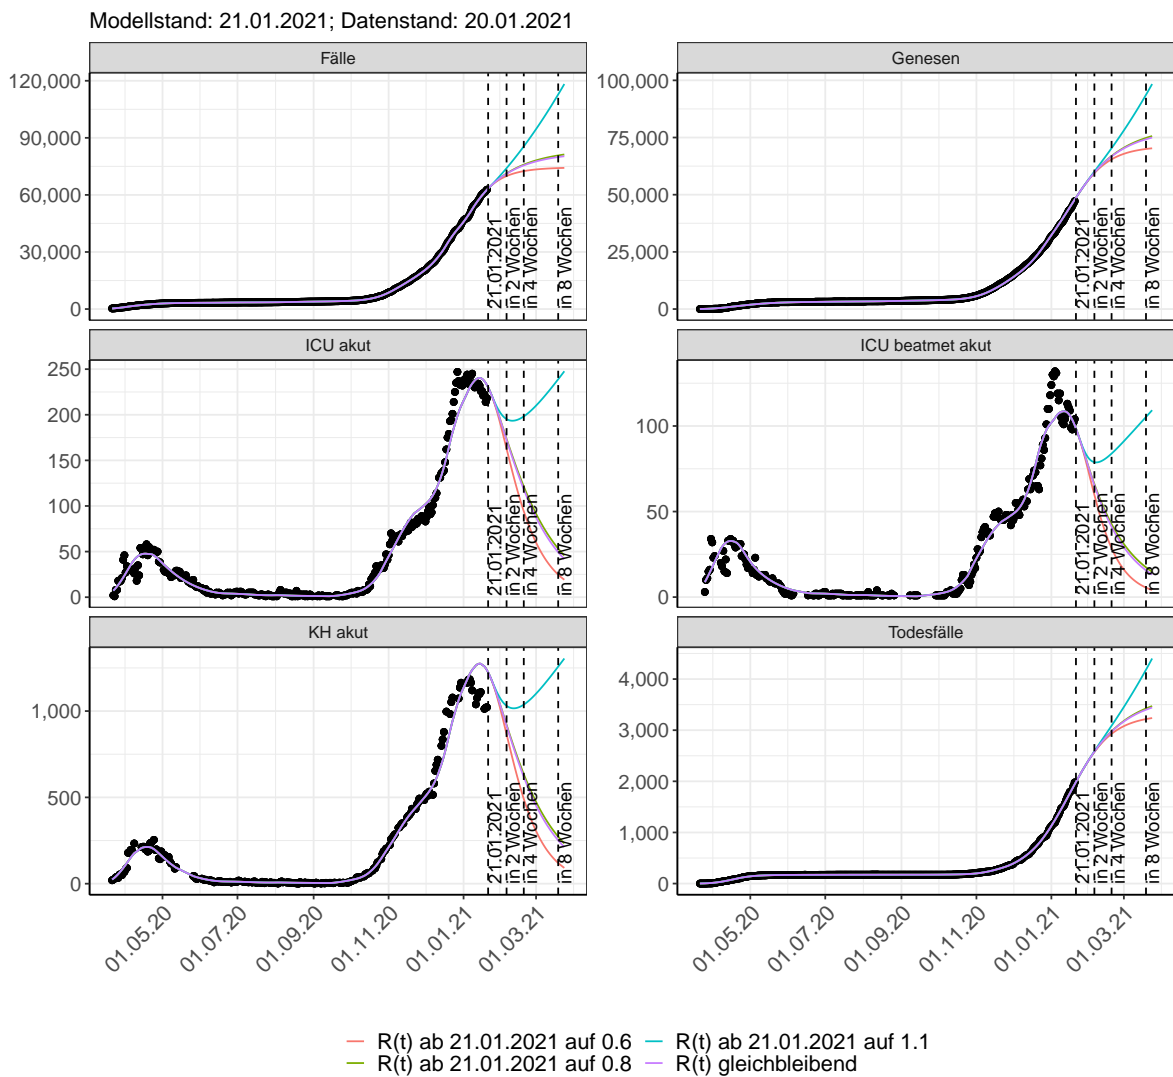 Modellstand: 21.01.2021; Datenstand: 20.01.2021
Fälle
120,000
90,000
60,000
30,000
0
21.01.2021
in 2 Wochen
in 4 Wochen
in 8 Wochen
Genesen
100,000
75,000
50,000
25,000
0
21.01.2021
in 2 Wochen
in 4 Wochen
in 8 Wochen
ICU akut
250
200
150
100
50
0
21.01.2021
in 2 Wochen
in 4 Wochen
in 8 Wochen
ICU beatmet akut
100
50
0
21.01.2021
in 2 Wochen
in 4 Wochen
in 8 Wochen
KH akut
1,000
500
0
21.01.2021
in 2 Wochen
in 4 Wochen
in 8 Wochen
01.05.20
01.07.20
01.09.20
01.11.20
01.01.21
01.03.21
Todesfälle
4,000
3,000
2,000
1,000
0
21.01.2021
in 2 Wochen
in 4 Wochen
in 8 Wochen
01.05.20
01.07.20
01.09.20
01.11.20
01.01.21
01.03.21
R(t) ab 21.01.2021 auf 0.6
R(t) ab 21.01.2021 auf 1.1
R(t) ab 21.01.2021 auf 0.8
R(t) gleichbleibend